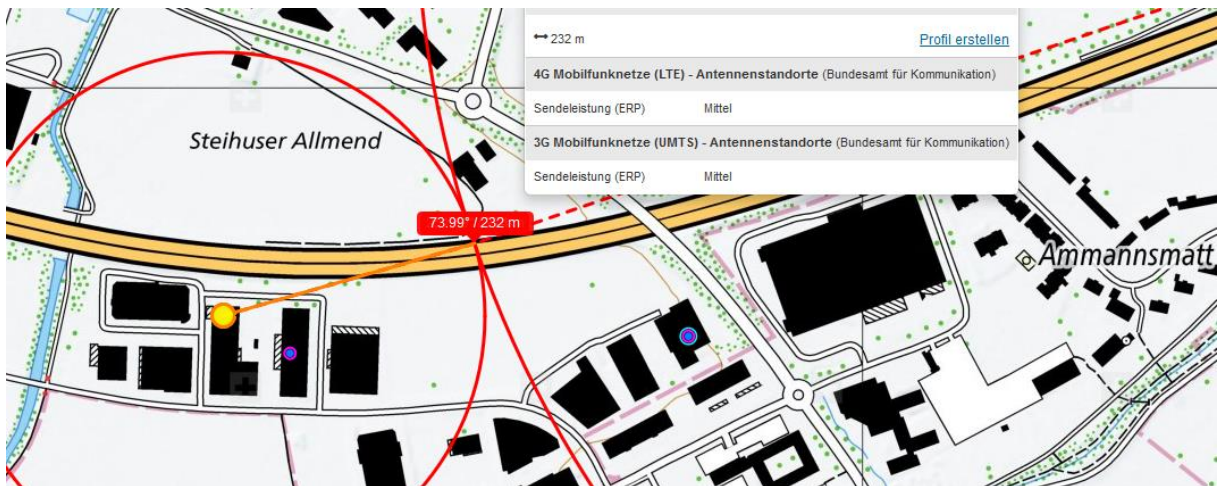 ↔ 232 m Profil erstellen
4G Mobilfunknetze (LTE) - Antennenstandorte (Bundesamt für Kommunikation)
Sendeleistung (ERP) Mittel
3G Mobilfunknetze (UMTS) - Antennenstandorte (Bundesamt für Kommunikation)
Sendeleistung (ERP) Mittel
Steihuser Allmend
73.99° / 232 m
Ammannsmatt